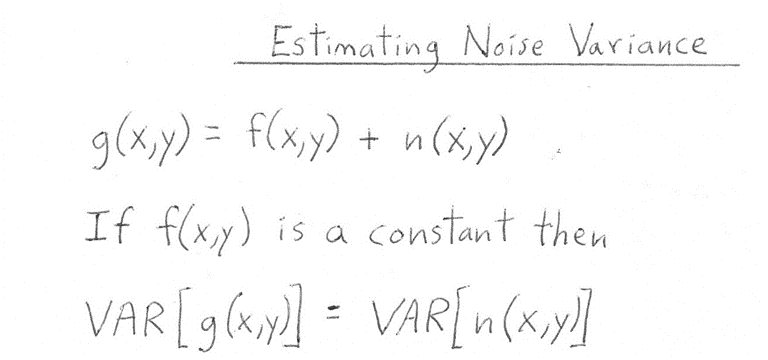 Estimating Noise Variance
g(x,y) = f(x,y) + n(x,y)
If f(x,y) is a constant then
VAR[g(x,y)] = VAR[n(x,y)]